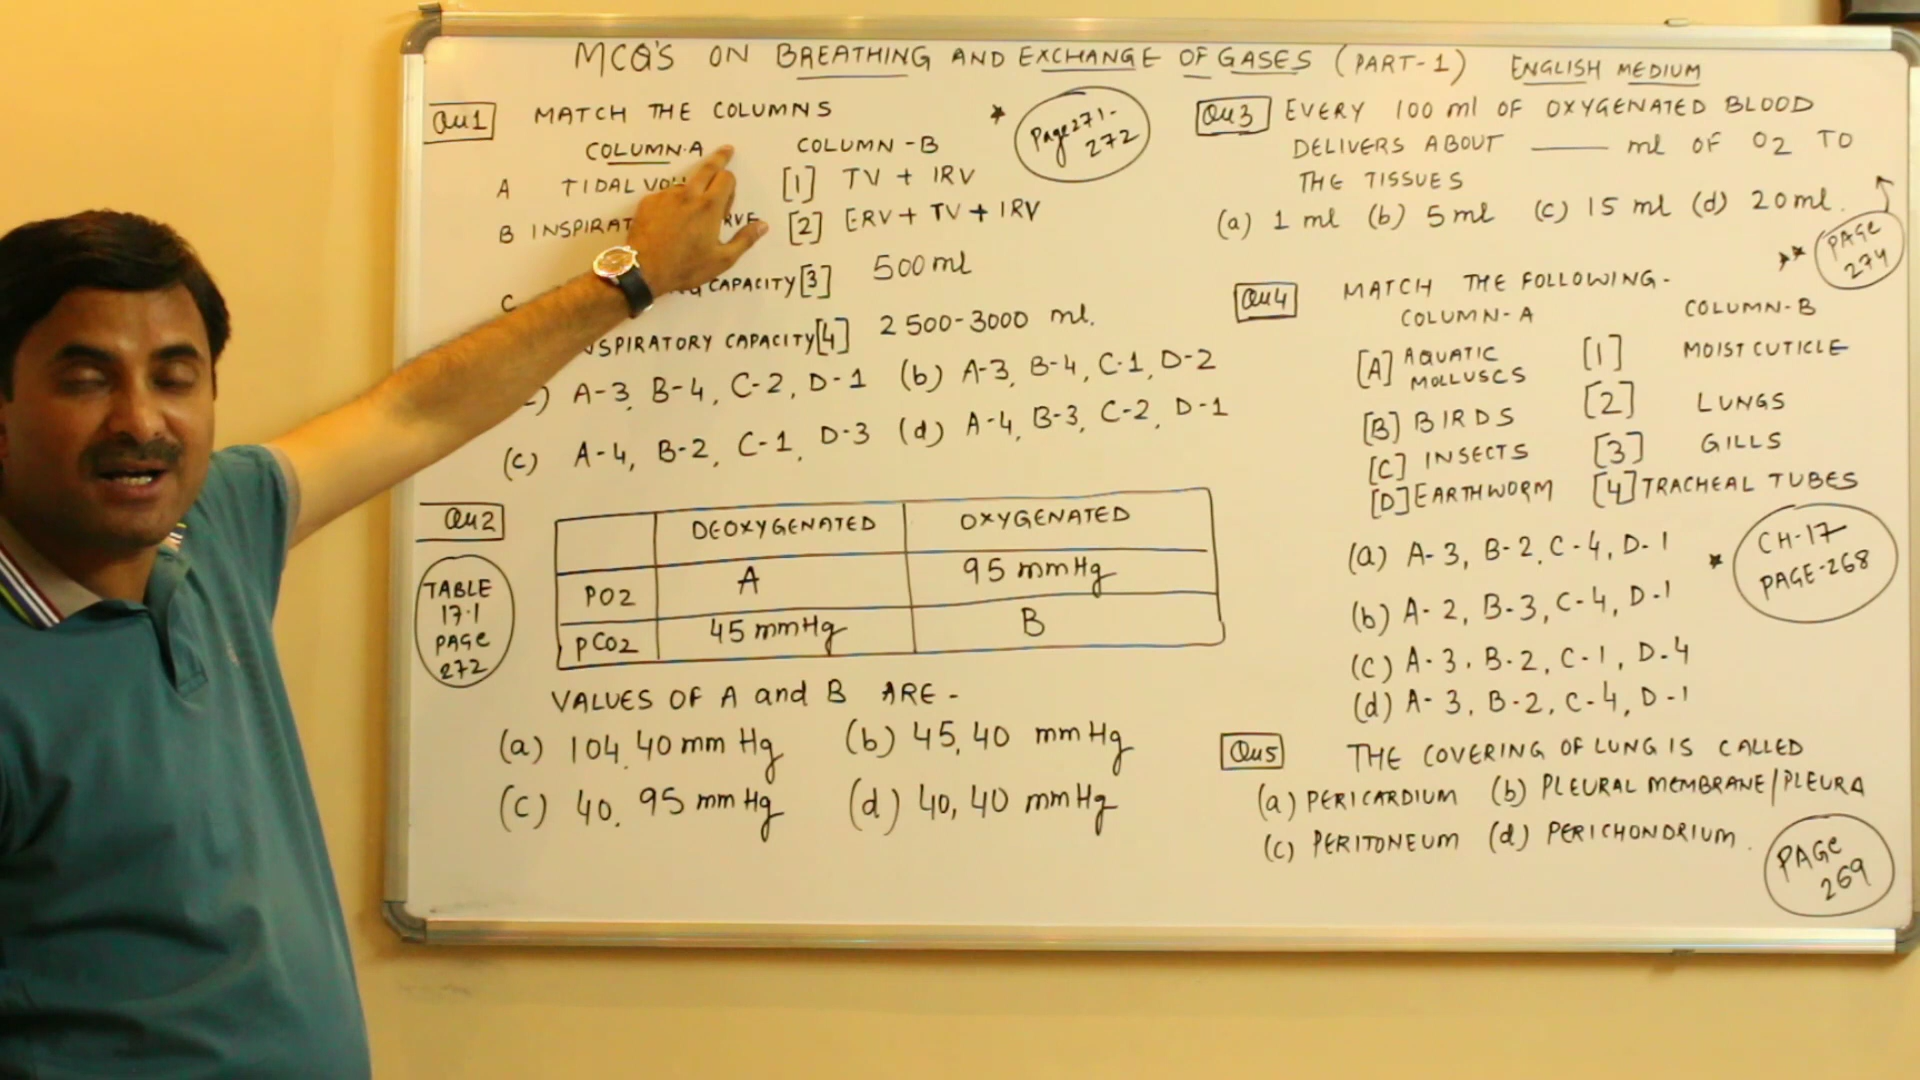 MCQ'S ON BREATHING AND EXCHANGE OF GASES (PART-1) ENGLISH MEDIUM
Qu1 MATCH THE COLUMNS
Page 271-272
COLUMN-A COLUMN-B
A TIDAL [1] TV + IRV
B [2] ERV + TV + IRV
C CAPACITY [3] 500 ml
CAPACITY [4] 2500-3000 ml.
A-3, B-4, C-2, D-1 (b) A-3, B-4, C-1, D-2
(c) A-4, B-2, C-1, D-3 (d) A-4, B-3, C-2, D-1
Qu2
TABLE
17.1
PAGE
272
DEOXYGENATED OXYGENATED
PO2 A 95 mmHg
PCO2 45 mmHg B
VALUES OF A and B ARE -
(a) 104, 40 mm Hg (b) 45, 40 mmHg
(c) 40, 95 mm Hg (d) 40, 40 mmHg
Qu3 EVERY 100 ml OF OXYGENATED BLOOD
DELIVERS ABOUT ____ ml OF O2 TO
THE TISSUES
(a) 1 ml (b) 5 ml (c) 15 ml (d) 20 ml.
PAGE
274
Qu4 MATCH THE FOLLOWING-
COLUMN-A COLUMN-B
[A] AQUATIC MOLLUSCS [1] MOIST CUTICLE
[B] BIRDS [2] LUNGS
[C] INSECTS [3] GILLS
[D] EARTHWORM [4] TRACHEAL TUBES
(a) A-3, B-2, C-4, D-1
(b) A-2, B-3, C-4, D-1
(c) A-3, B-2, C-1, D-4
(d) A-3, B-2, C-4, D-1
CH-17
PAGE-268
Qu5 THE COVERING OF LUNG IS CALLED
(a) PERICARDIUM (b) PLEURAL MEMBRANE/PLEURA
(c) PERITONEUM (d) PERICHONDRIUM.
PAGE
269